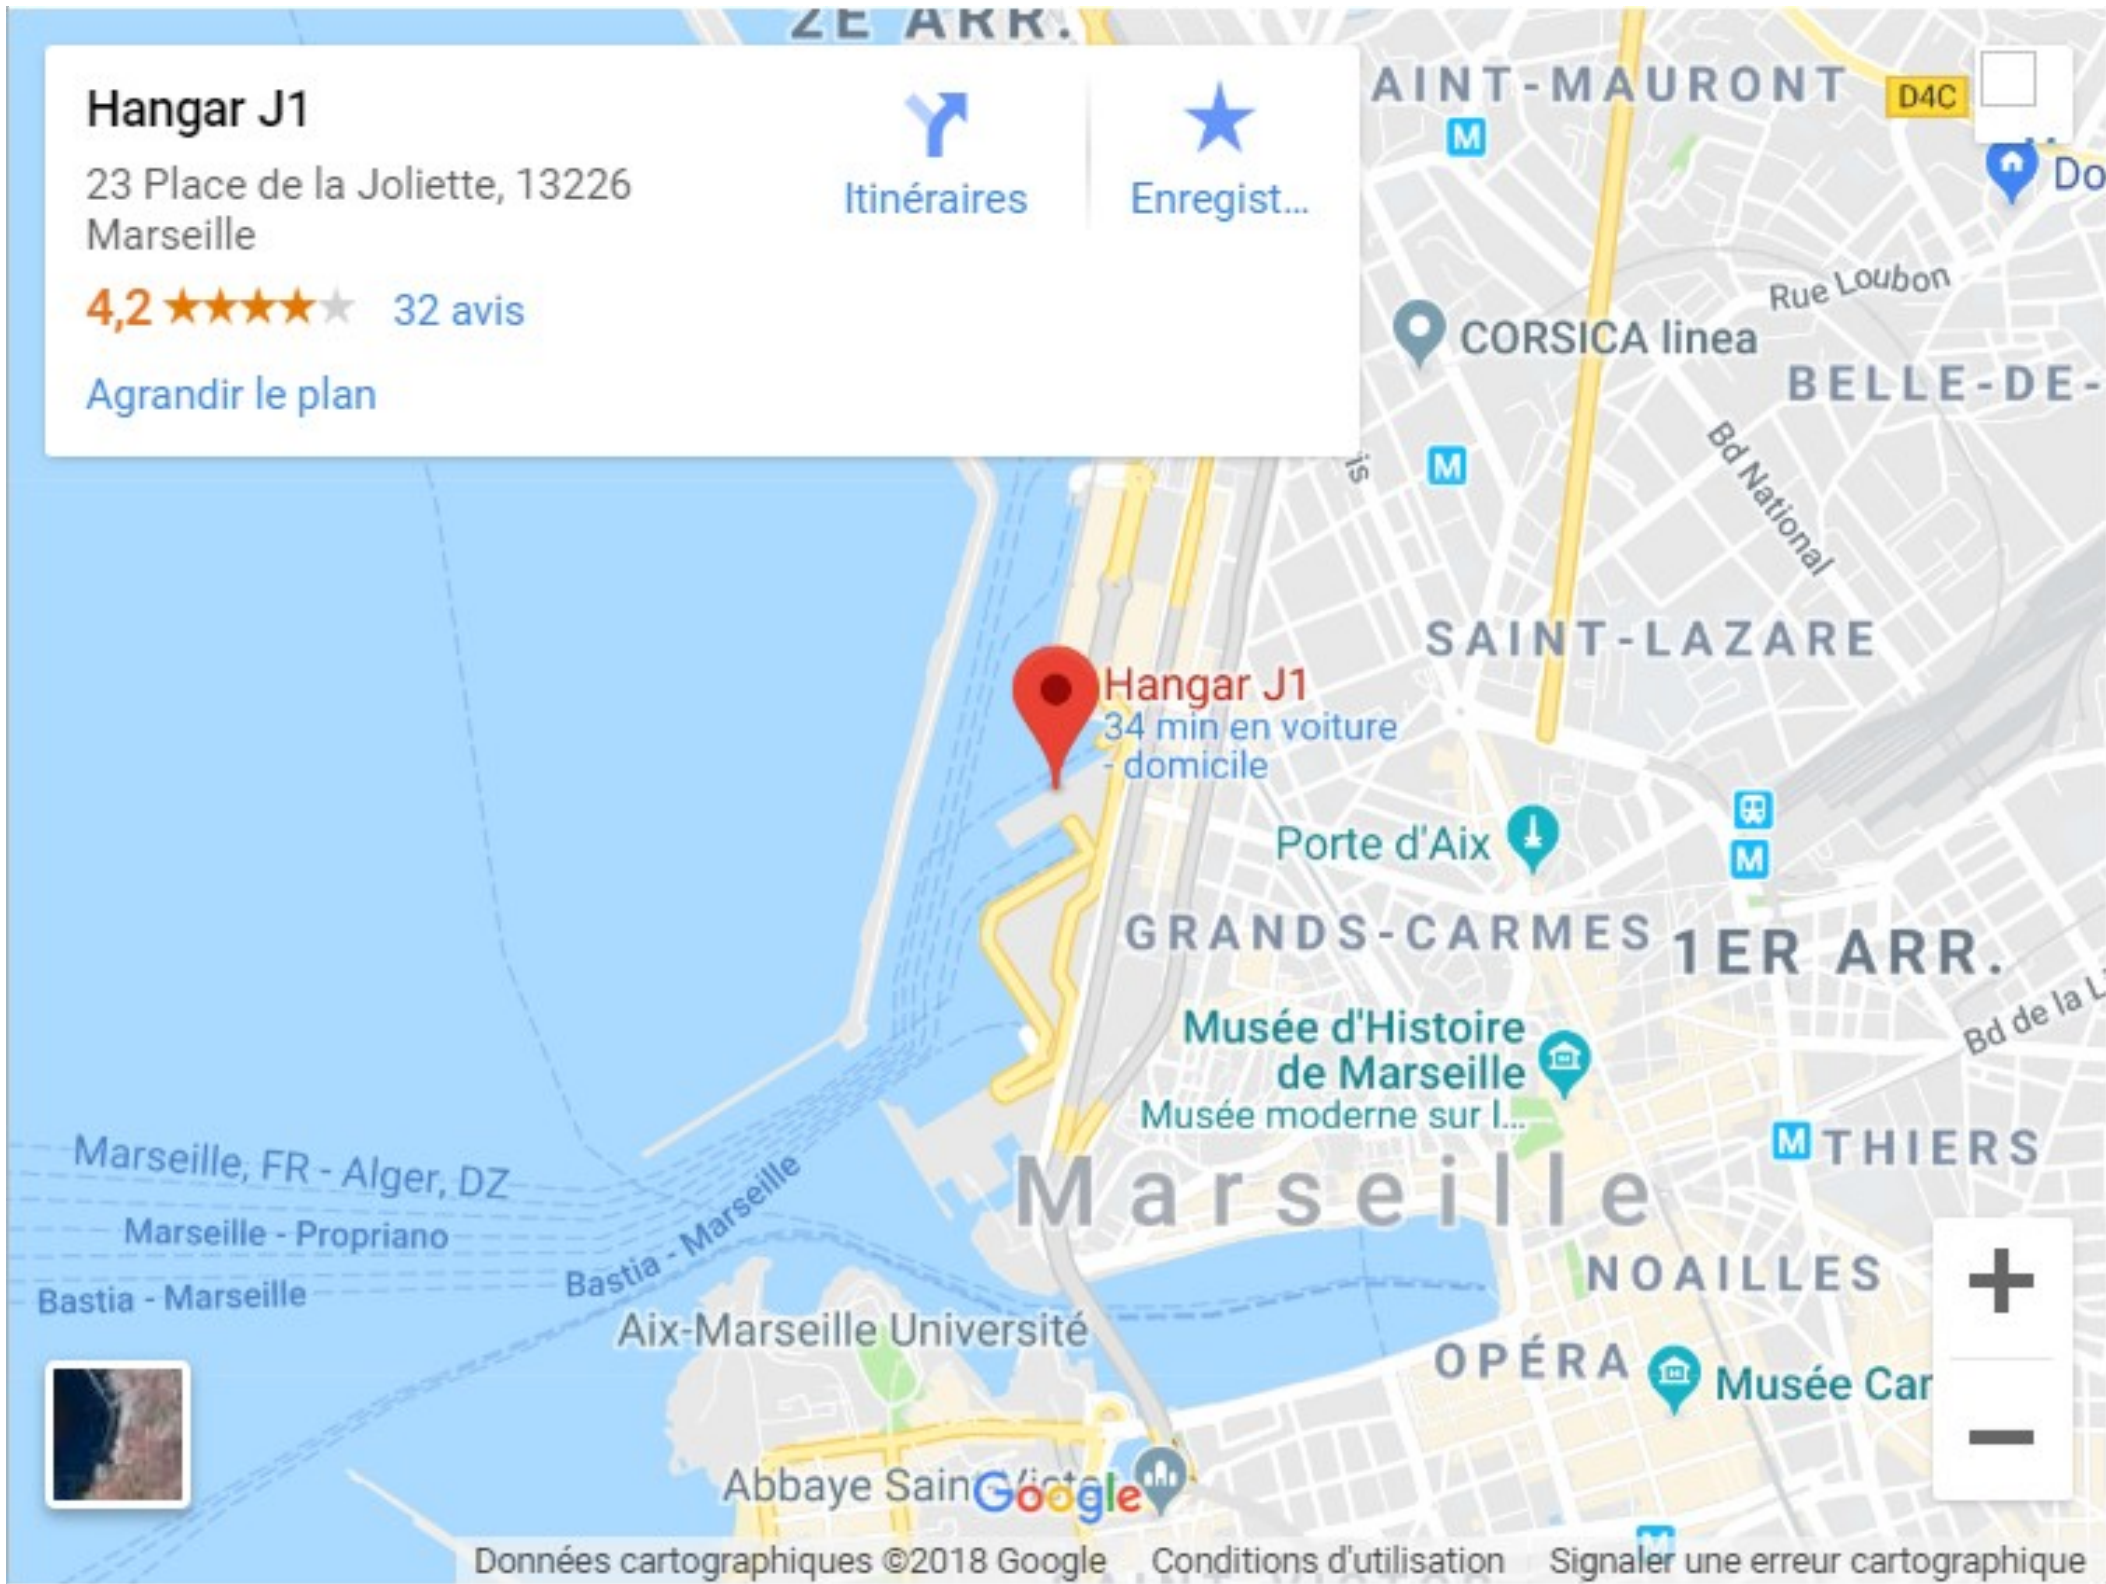 2E ARR.
Hangar J1
23 Place de la Joliette, 13226
Marseille
4,2
32 avis
Agrandir le plan
Itinéraires
Enregist...
AINT-MAURONT
D4C
M
Do
Rue Loubon
CORSICA linea
BELLE-DE-
is
M
Bd National
SAINT-LAZARE
Hangar J1
34 min en voiture
- domicile
Porte d'Aix
M
GRANDS-CARMES
1ER ARR.
Bd de la L
Musée d'Histoire
de Marseille
Musée moderne sur l...
M THIERS
Marseille, FR - Alger, DZ
Marseille
Marseille - Propriano
Bastia - Marseille
Bastia - Marseille
NOAILLES
Aix-Marseille Université
OPÉRA
Musée Car
Abbaye Saint-Victor
Google
M
Données cartographiques ©2018 Google
Conditions d'utilisation
Signaler une erreur cartographique